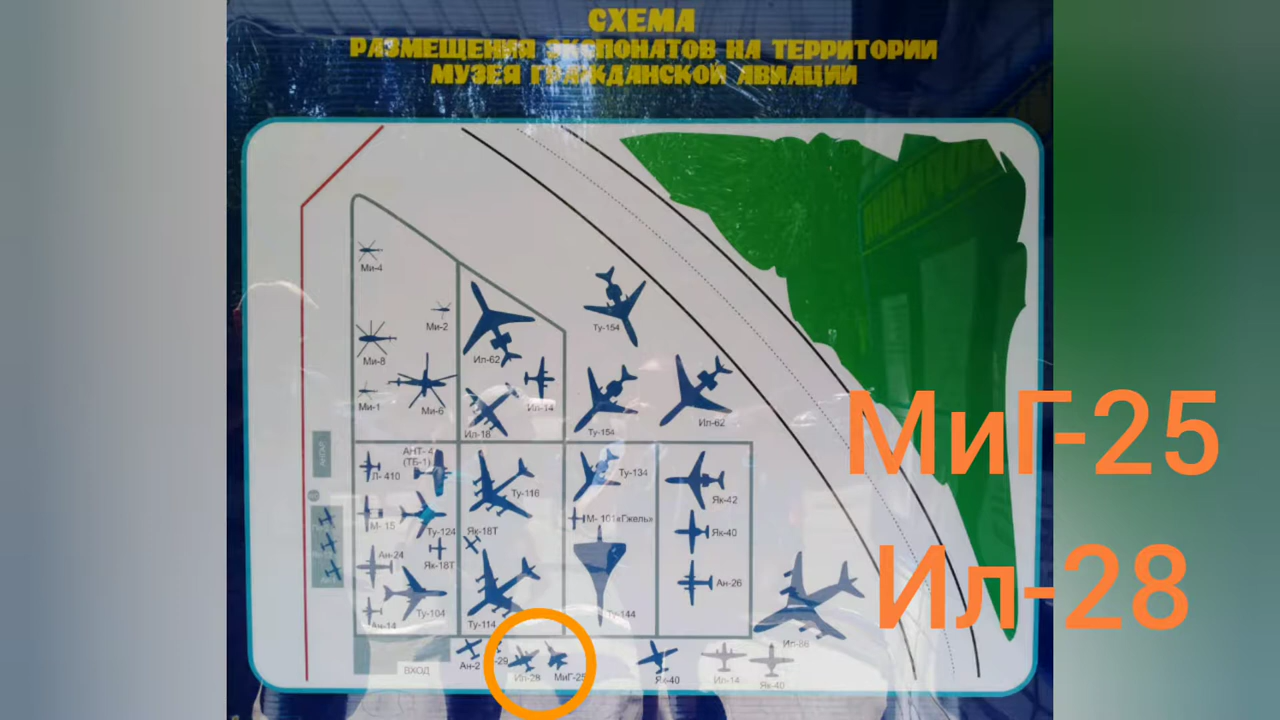 СХЕМА
РАЗМЕЩЕНИЯ ЭКСПОНАТОВ НА ТЕРРИТОРИИ
МУЗЕЯ ГРАЖДАНСКОЙ АВИАЦИИ
Ми-4
Ми-2
Ту-154
Ил-62
Ми-8
Ми-1
Ми-6
Ил-14
Ил-18
Ту-154
Ил-62
МиГ-25
АНТ- 4
(ТБ-1)
Л- 410
Ту-116
Ту-134
Як-42
М- 15
Ту-124
Як-18Т
М- 101«Гжель»
Як-40
Ан-24
Як-18Т
Ан-26
Ил-28
Ан-14
Ту-104
Ту-114
Ту-144
Ил-86
ВХОД
Ан-2
-29
Ил-28
МиГ-25
Як-40
Ил-14
Як-40